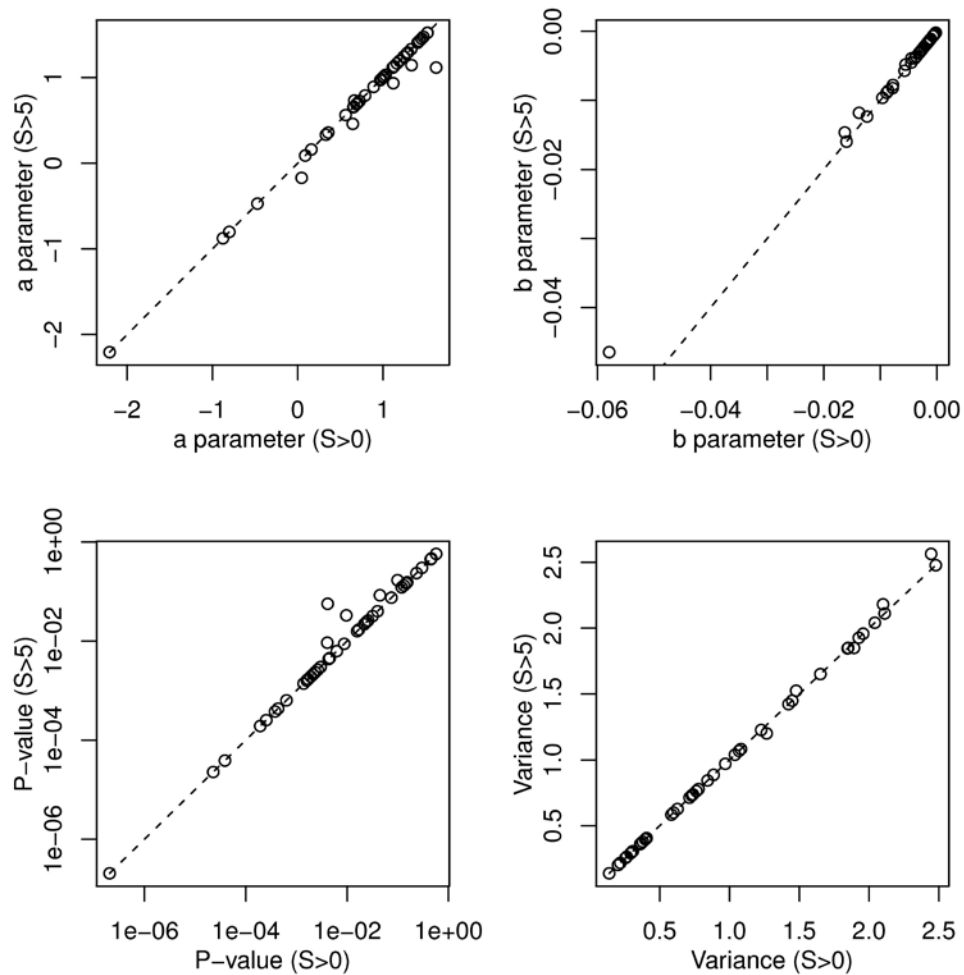 a parameter (S>5)
1
0
−1
−2
−2 −1 0 1
a parameter (S>0)
b parameter (S>5)
0.00
−0.02
−0.04
−0.06 −0.04 −0.02 0.00
b parameter (S>0)
P−value (S>5)
1e+00
1e−02
1e−04
1e−06
1e−06 1e−04 1e−02 1e+00
P−value (S>0)
Variance (S>5)
2.5
2.0
1.5
1.0
0.5
0.5 1.0 1.5 2.0 2.5
Variance (S>0)